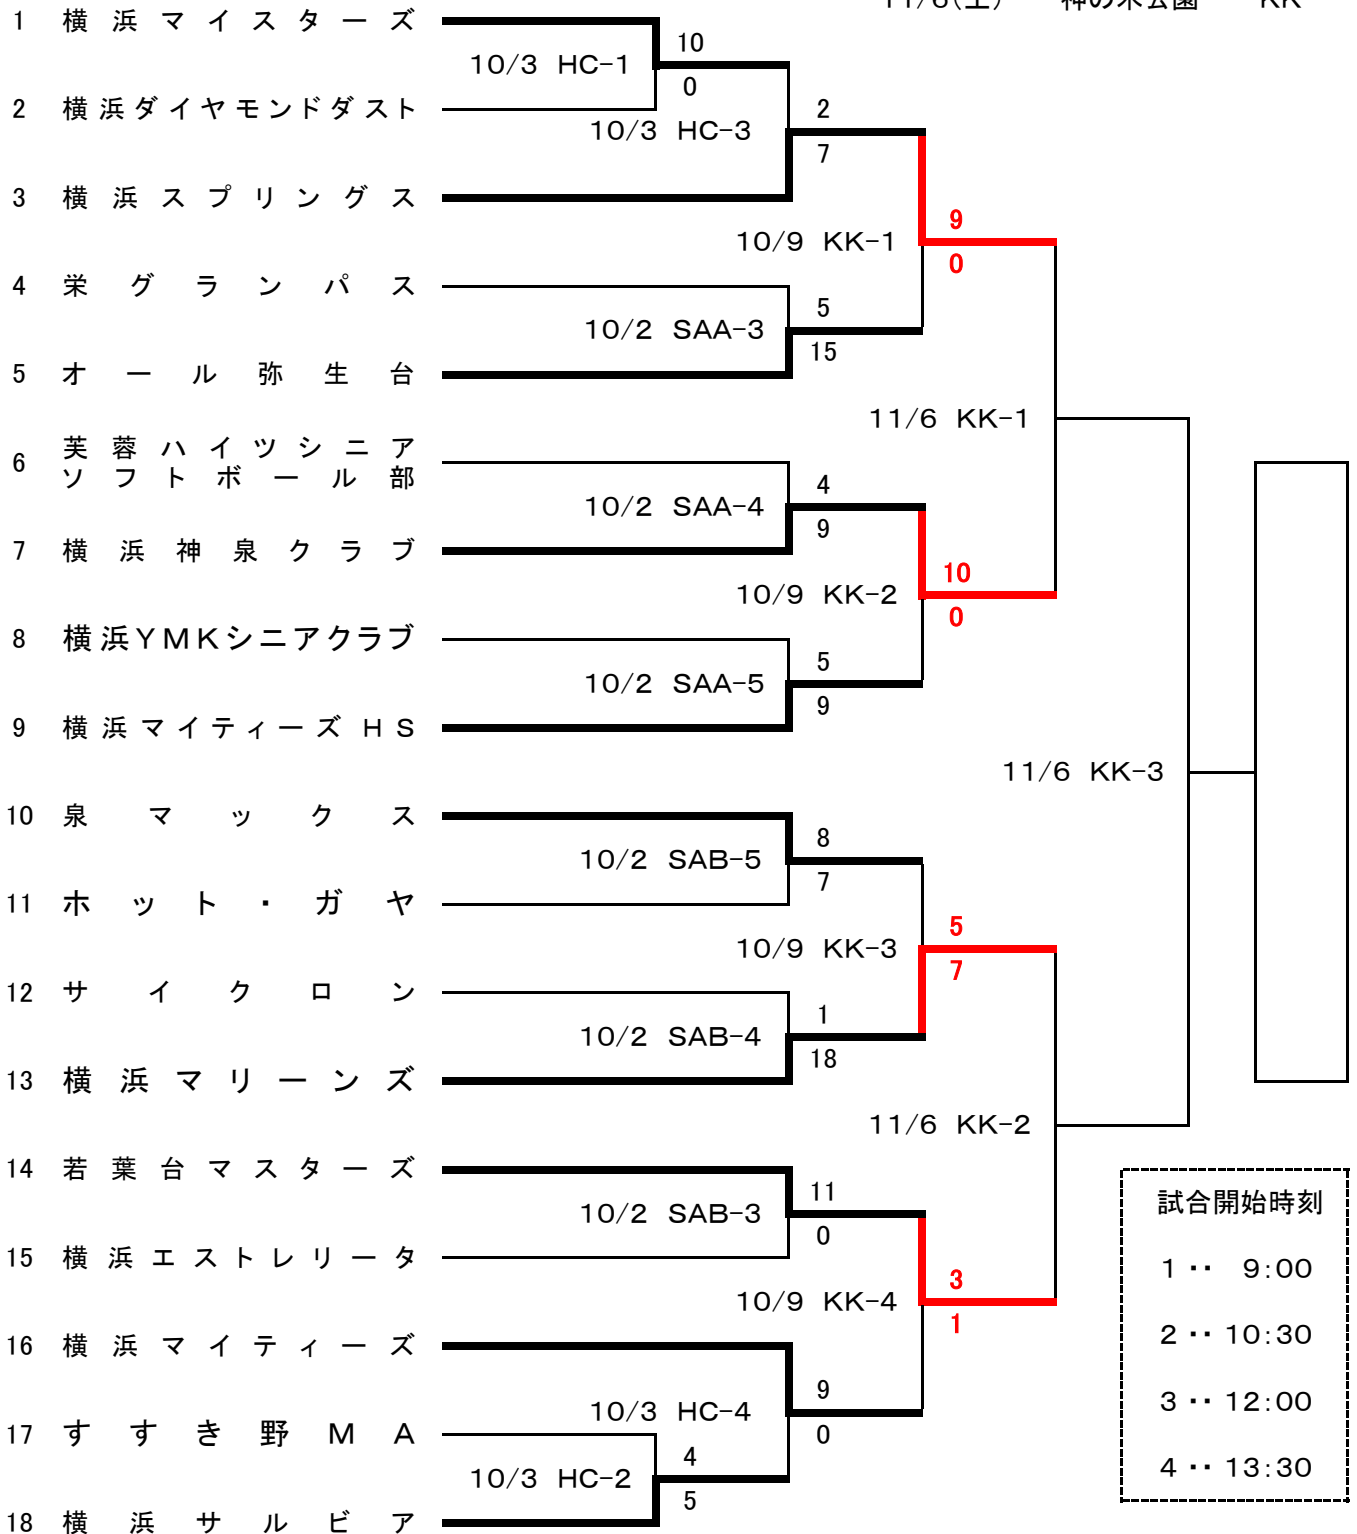 11/6(土) 神の木公園 KK
1 横浜マイスターズ
10
10/3 HC-1
0
2 横浜ダイヤモンドダスト
2
10/3 HC-3
7
3 横浜スプリングス
9
10/9 KK-1
0
4 栄グランパス
5
10/2 SAA-3
15
5 オール弥生台
11/6 KK-1
6 芙蓉ハイツシニア
ソフトボール部
4
10/2 SAA-4
9
7 横浜神泉クラブ
10
10/9 KK-2
0
8 横浜YMKシニアクラブ
5
10/2 SAA-5
9
9 横浜マイティーズHS
11/6 KK-3
10 泉マックス
8
10/2 SAB-5
7
11 ホット・ガヤ
5
10/9 KK-3
7
12 サイクロン
1
10/2 SAB-4
18
13 横浜マリーンズ
11/6 KK-2
14 若葉台マスターズ
11
10/2 SAB-3
0
15 横浜エストレリータ
3
10/9 KK-4
1
16 横浜マイティーズ
9
10/3 HC-4
0
17 すすき野MA
4
10/3 HC-2
5
18 横浜サルビア
試合開始時刻
1 ‥ 9:00
2 ‥ 10:30
3 ‥ 12:00
4 ‥ 13:30